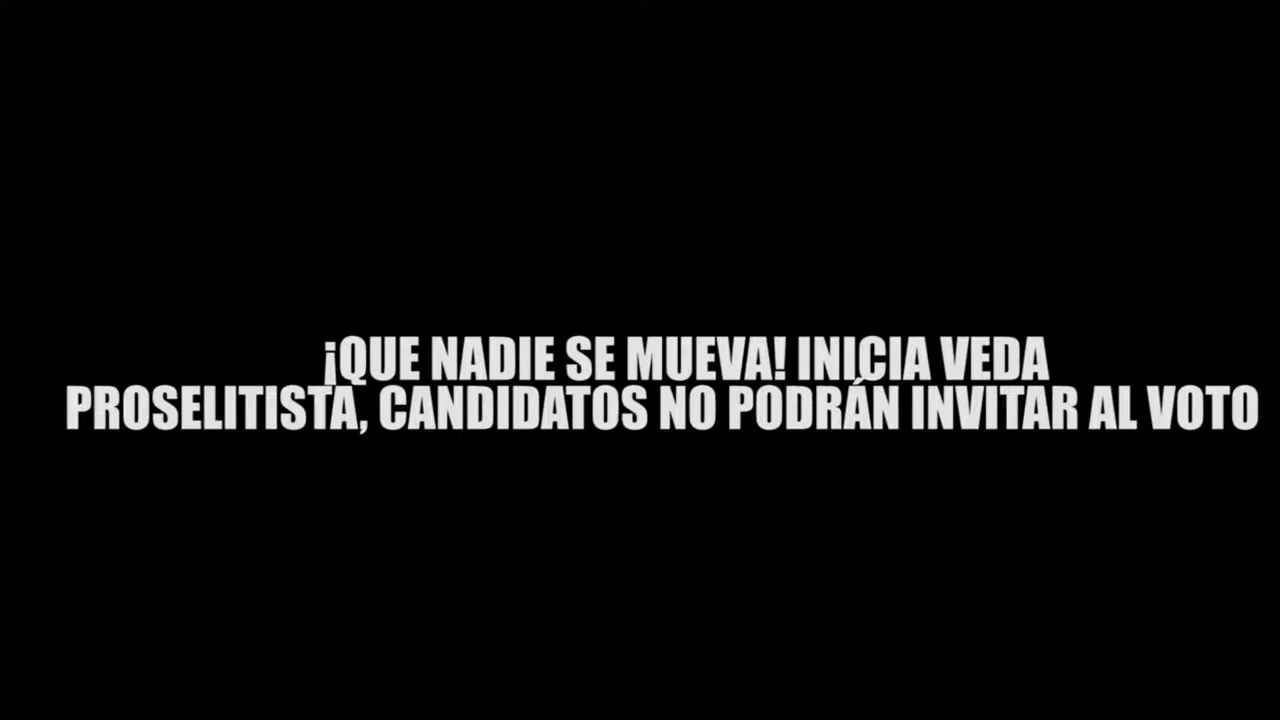 ¡QUE NADIE SE MUEVA! INICIA VEDA
PROSELITISTA, CANDIDATOS NO PODRÁN INVITAR AL VOTO